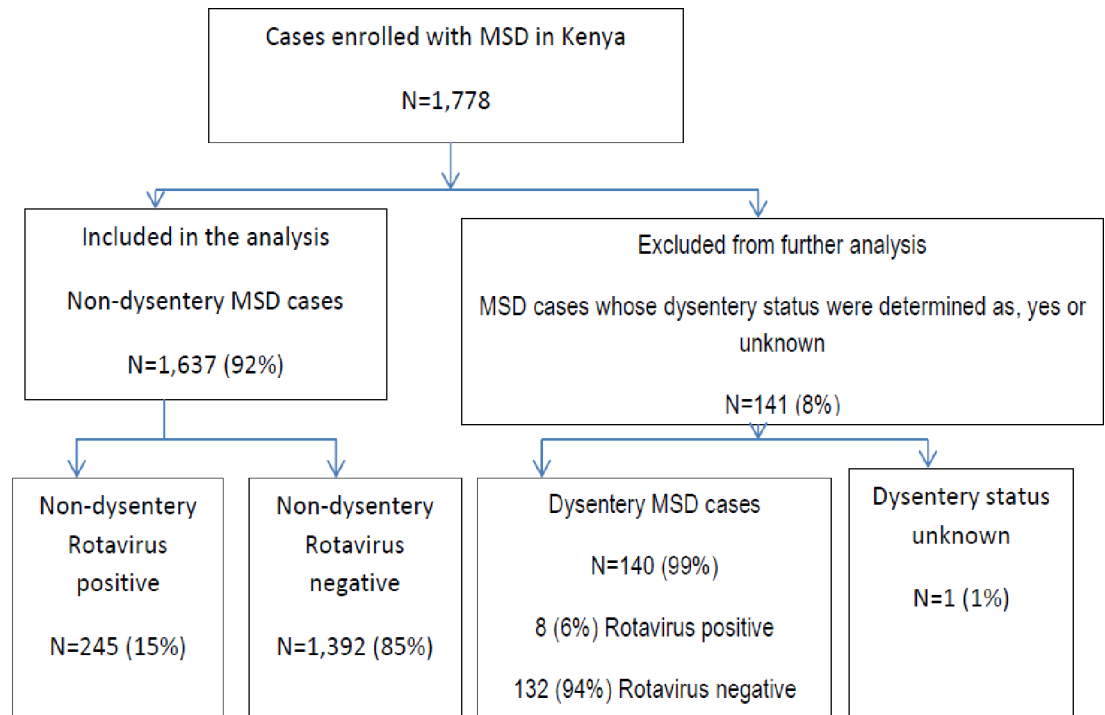 Cases enrolled with MSD in Kenya
N=1,778
Included in the analysis
Non-dysentery MSD cases
N=1,637 (92%)
Excluded from further analysis
MSD cases whose dysentery status were determined as, yes or
unknown
N=141 (8%)
Non-dysentery
Rotavirus
positive
N=245 (15%)
Non-dysentery
Rotavirus
negative
N=1,392 (85%)
Dysentery MSD cases
N=140 (99%)
8 (6%) Rotavirus positive
132 (94%) Rotavirus negative
Dysentery status
unknown
N=1 (1%)